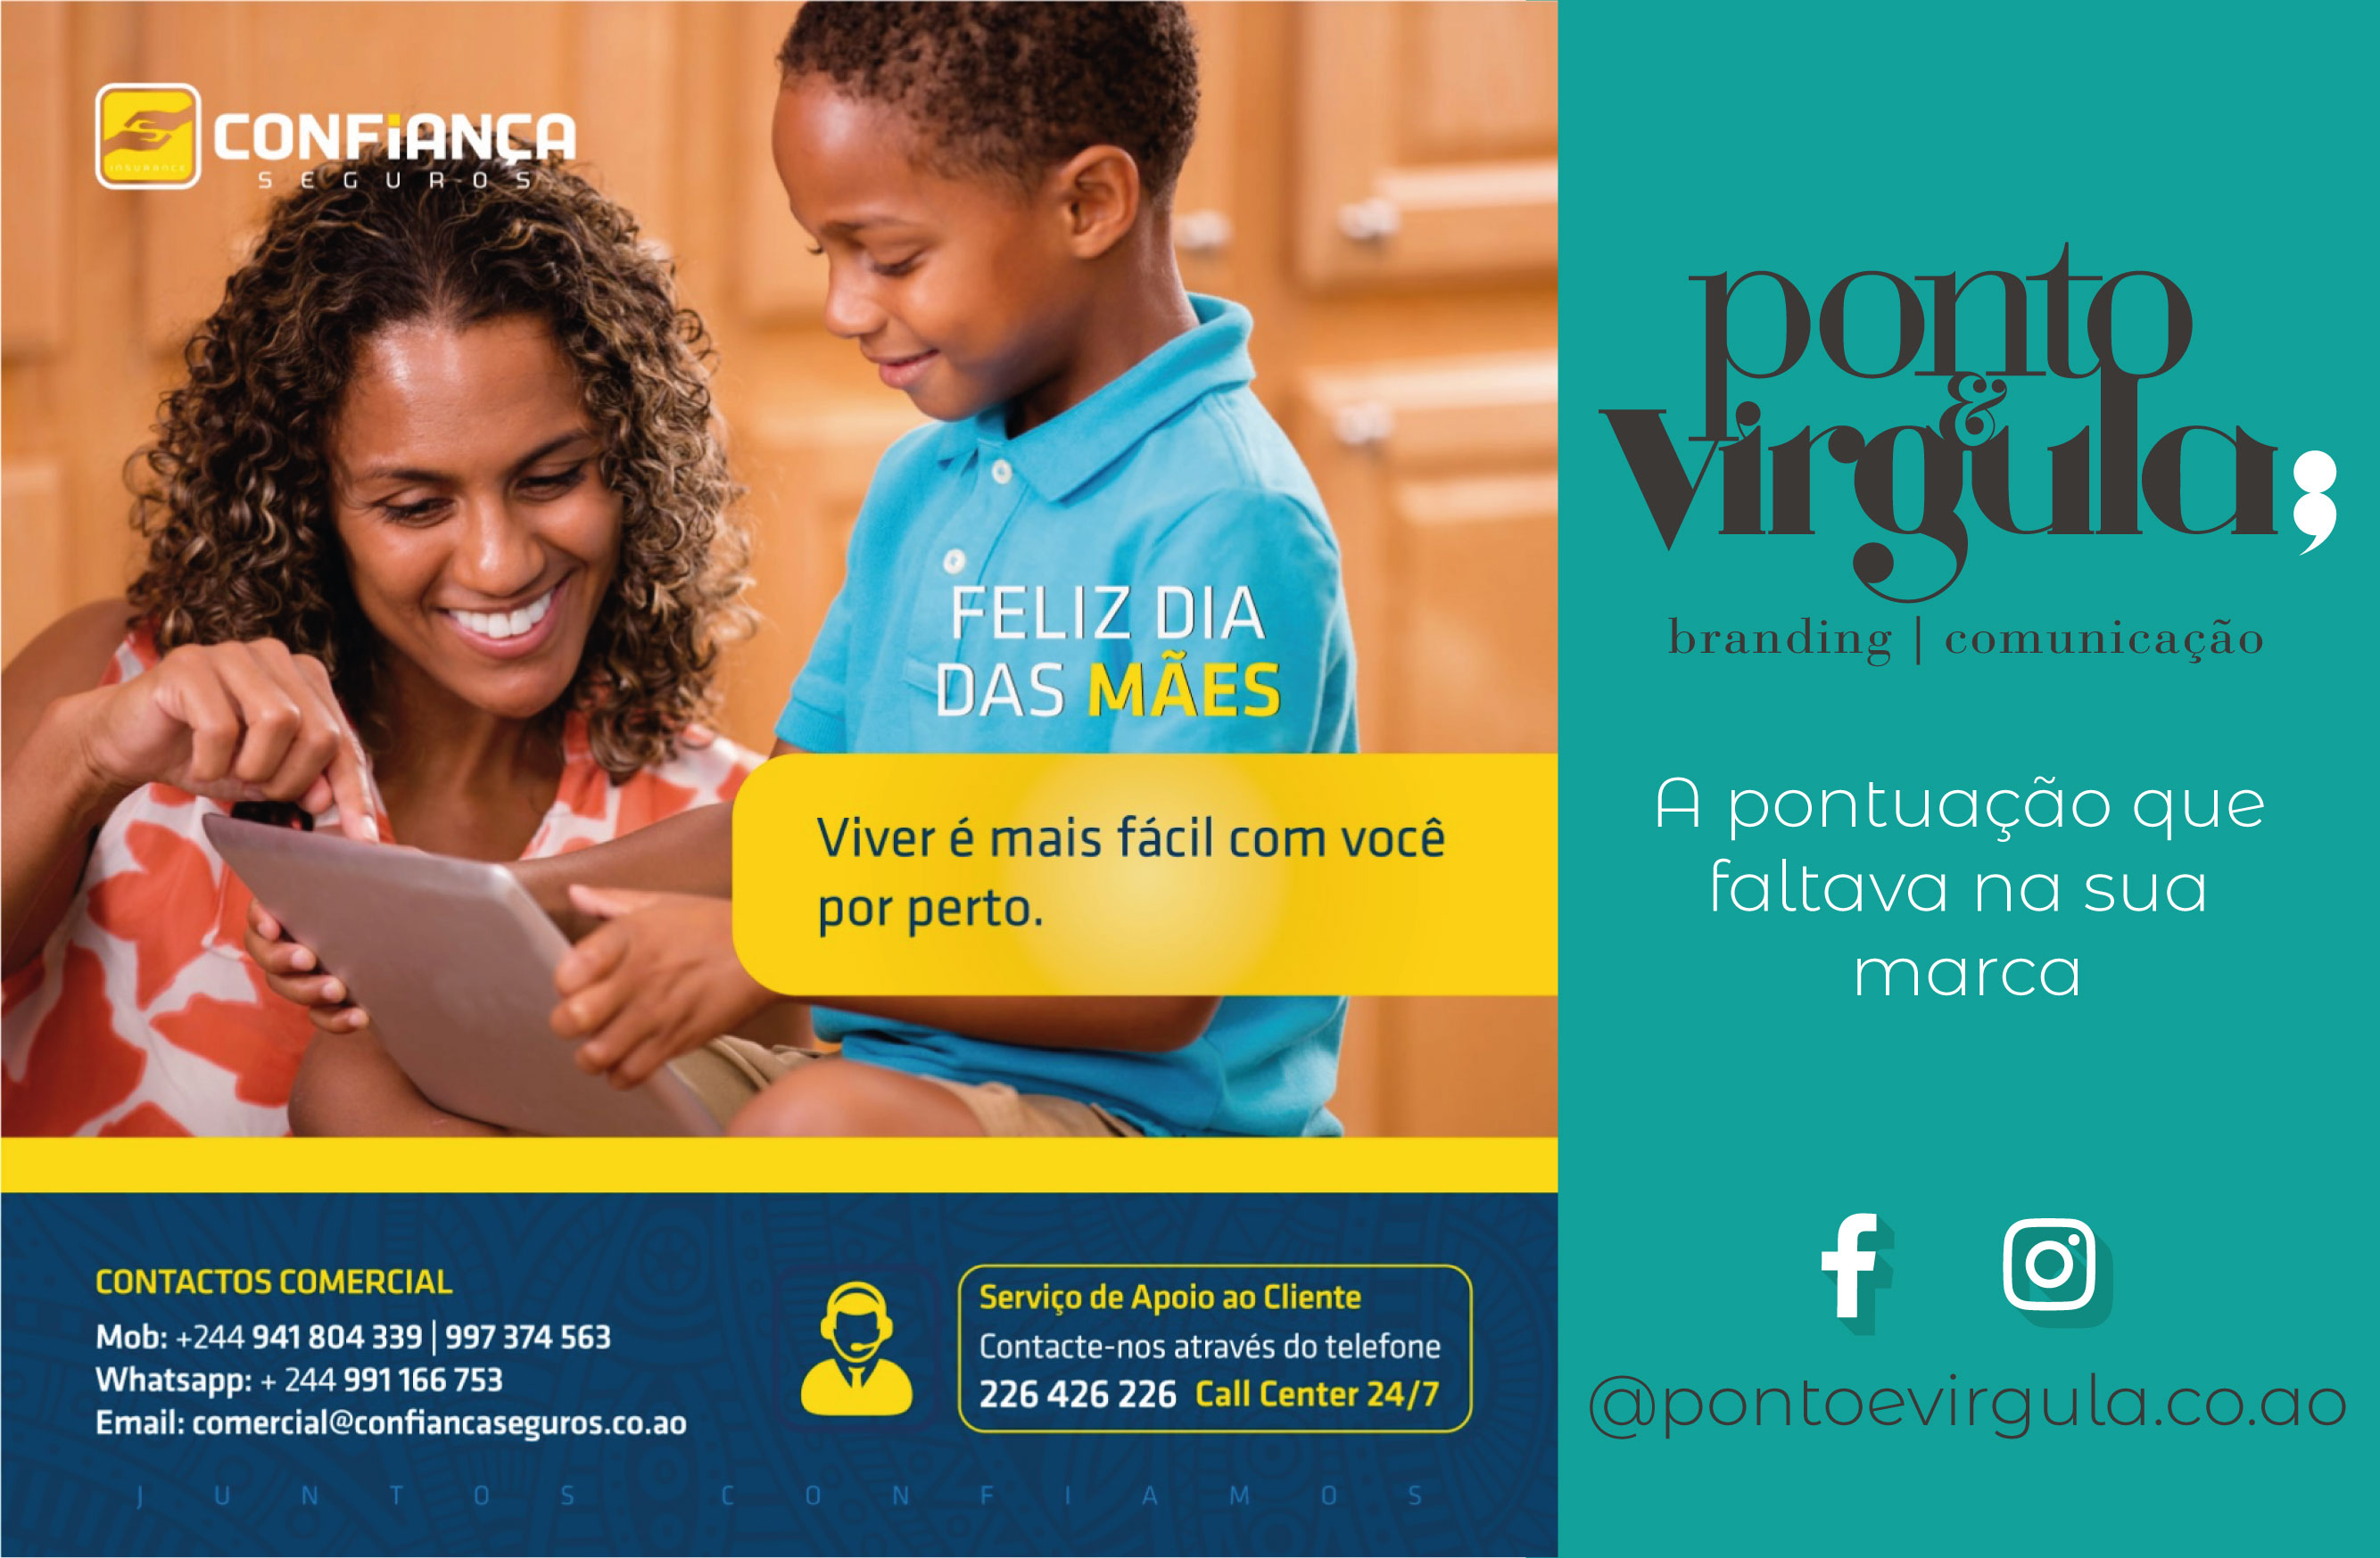 CONFiANÇA
SEGUROS
INSURANCE
FELIZ DIA
DAS MÃES
Viver é mais fácil com você
por perto.
CONTACTOS COMERCIAL
Mob: +244 941 804 339 | 997 374 563
Whatsapp: + 244 991 166 753
Email: comercial@confiancaseguros.co.ao
Serviço de Apoio ao Cliente
Contacte-nos através do telefone
226 426 226 Call Center 24/7
JUNTOS CONFIAMOS
ponto
&
virgula;
branding | comunicação
A pontuação que
faltava na sua
marca
@pontoevirgula.co.ao